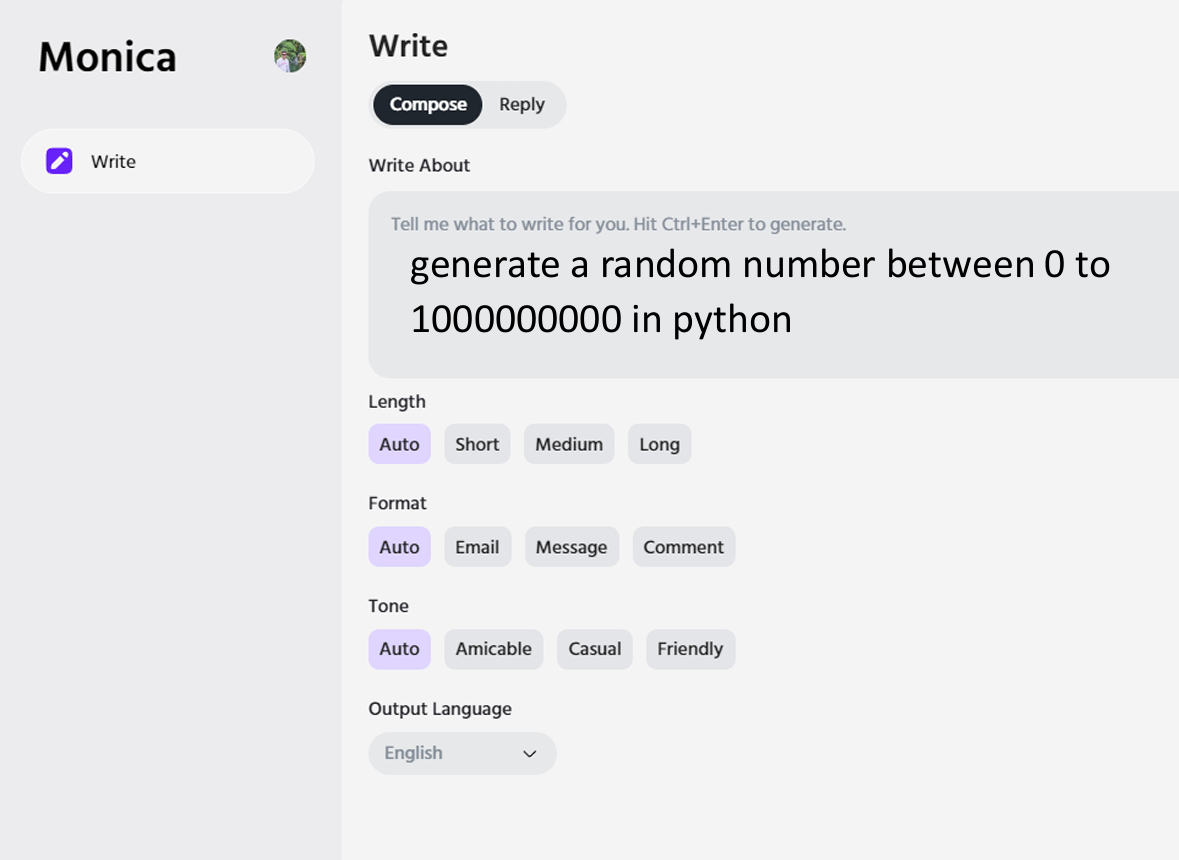 Monica
Write
Write
Compose
Reply
Write About
Tell me what to write for you. Hit Ctrl+Enter to generate.
generate a random number between 0 to
1000000000 in python
Length
Auto Short Medium Long
Format
Auto Email Message Comment
Tone
Auto Amicable Casual Friendly
Output Language
English